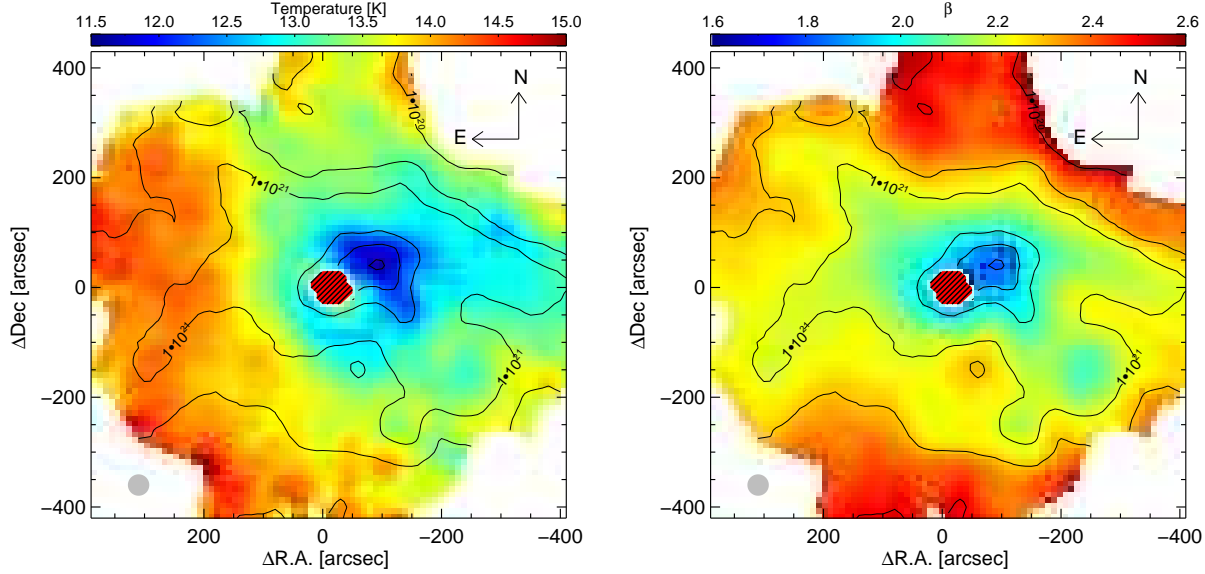 Temperature [K]
11.5 12.0 12.5 13.0 13.5 14.0 14.5 15.0
400
200
0
−200
−400
ΔDec [arcsec]
N
E
1•10²⁰
1•10²¹
1•10²¹
1•10²¹
200 0 −200 −400
ΔR.A. [arcsec]
β
1.6 2.0 2.2 2.4 2.6
400
200
0
−200
−400
ΔDec [arcsec]
N
E
1•10²⁰
1•10²¹
1•10²¹
1•10²¹
200 0 −200 −400
ΔR.A. [arcsec]